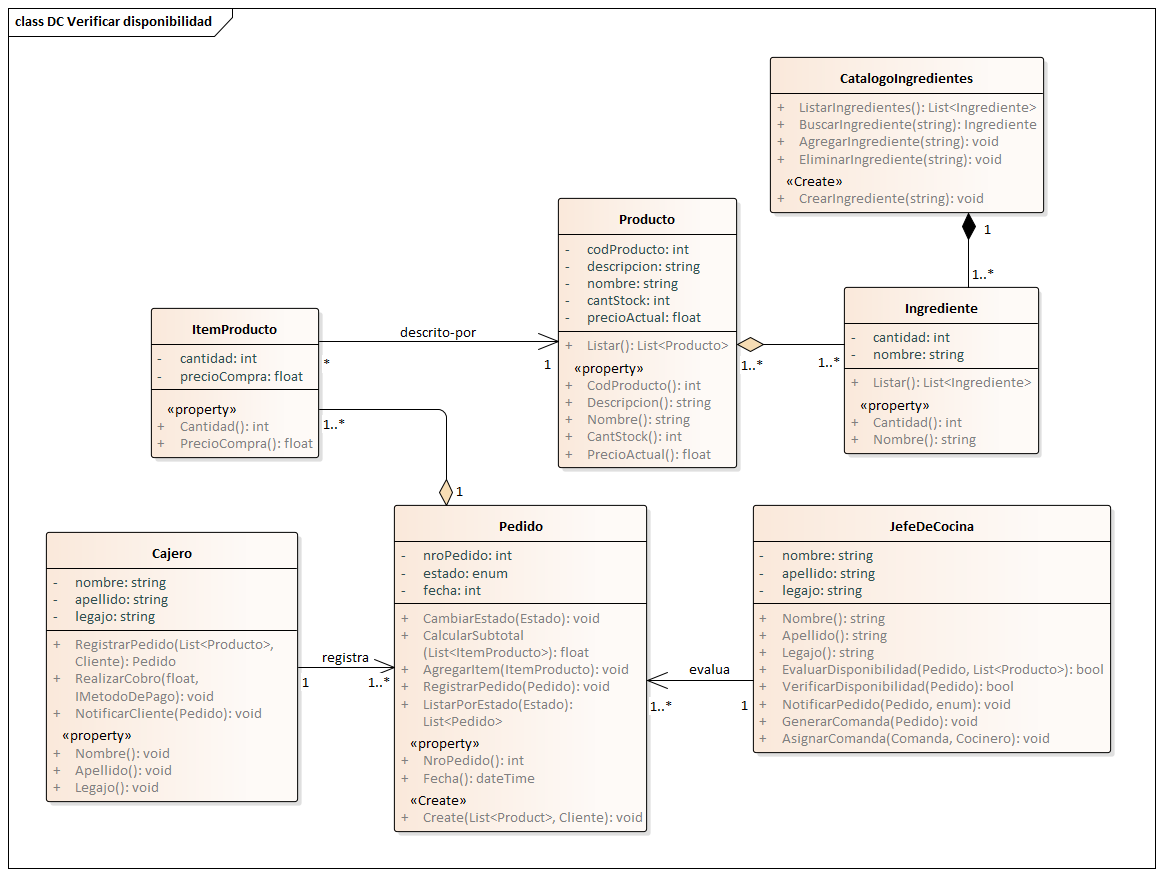 class DC Verificar disponibilidad
CatalogoIngredientes
+ ListarIngredientes(): List<Ingrediente>
+ BuscarIngrediente(string): Ingrediente
+ AgregarIngrediente(string): void
+ EliminarIngrediente(string): void
«Create»
+ CrearIngrediente(string): void
1
1..*
Producto
- codProducto: int
- descripcion: string
- nombre: string
- cantStock: int
- precioActual: float
+ Listar(): List<Producto>
«property»
+ CodProducto(): int
+ Descripcion(): string
+ Nombre(): string
+ CantStock(): int
+ PrecioActual(): float
1..*
1..*
Ingrediente
- cantidad: int
- nombre: string
+ Listar(): List<Ingrediente>
«property»
+ Cantidad(): int
+ Nombre(): string
ItemProducto
- cantidad: int
- precioCompra: float
«property»
+ Cantidad(): int
+ PrecioCompra(): float
descrito-por
*
1
1..*
1
Pedido
- nroPedido: int
- estado: enum
- fecha: int
+ CambiarEstado(Estado): void
+ CalcularSubtotal
(List<ItemProducto>): float
+ AgregarItem(ItemProducto): void
+ RegistrarPedido(Pedido): void
+ ListarPorEstado(Estado):
List<Pedido>
«property»
+ NroPedido(): int
+ Fecha(): dateTime
«Create»
+ Create(List<Product>, Cliente): void
Cajero
- nombre: string
- apellido: string
- legajo: string
+ RegistrarPedido(List<Producto>,
Cliente): Pedido
+ RealizarCobro(float,
IMetodoDePago): void
+ NotificarCliente(Pedido): void
«property»
+ Nombre(): void
+ Apellido(): void
+ Legajo(): void
registra
1
1..*
JefeDeCocina
- nombre: string
- apellido: string
- legajo: string
+ Nombre(): string
+ Apellido(): string
+ Legajo(): string
+ EvaluarDisponibilidad(Pedido, List<Producto>): bool
+ VerificarDisponibilidad(Pedido): bool
+ NotificarPedido(Pedido, enum): void
+ GenerarComanda(Pedido): void
+ AsignarComanda(Comanda, Cocinero): void
evalua
1..*
1